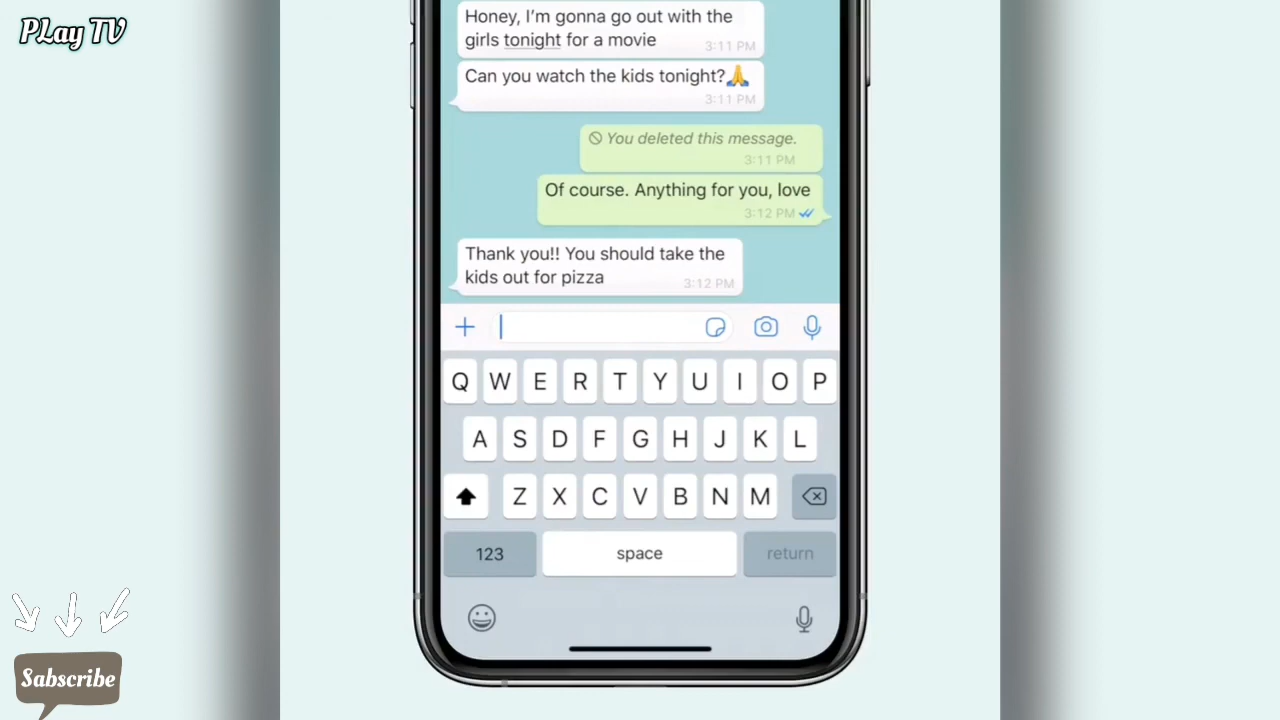 PLay TV
Honey, I'm gonna go out with the
girls tonight for a movie
3:11 PM
Can you watch the kids tonight?🙏
3:11 PM
You deleted this message.
3:11 PM
Of course. Anything for you, love
3:12 PM
Thank you!! You should take the
kids out for pizza
3:12 PM
Q W E R T Y U I O P
A S D F G H J K L
Z X C V B N M
123 space return
Sabscribe